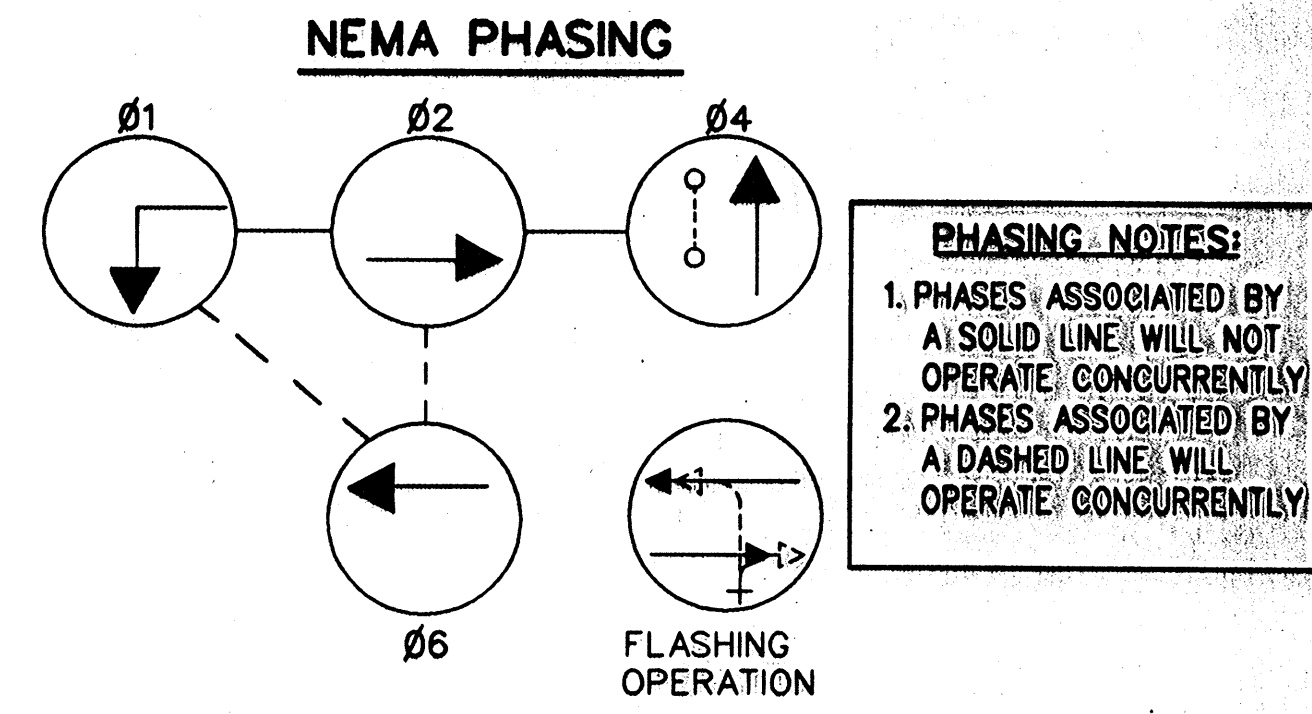 NEMA PHASING
Ø1
Ø2
Ø4
Ø6
FLASHING
OPERATION
PHASING NOTES:
1. PHASES ASSOCIATED BY
A SOLID LINE WILL NOT
OPERATE CONCURRENTLY
2. PHASES ASSOCIATED BY
A DASHED LINE WILL
OPERATE CONCURRENTLY